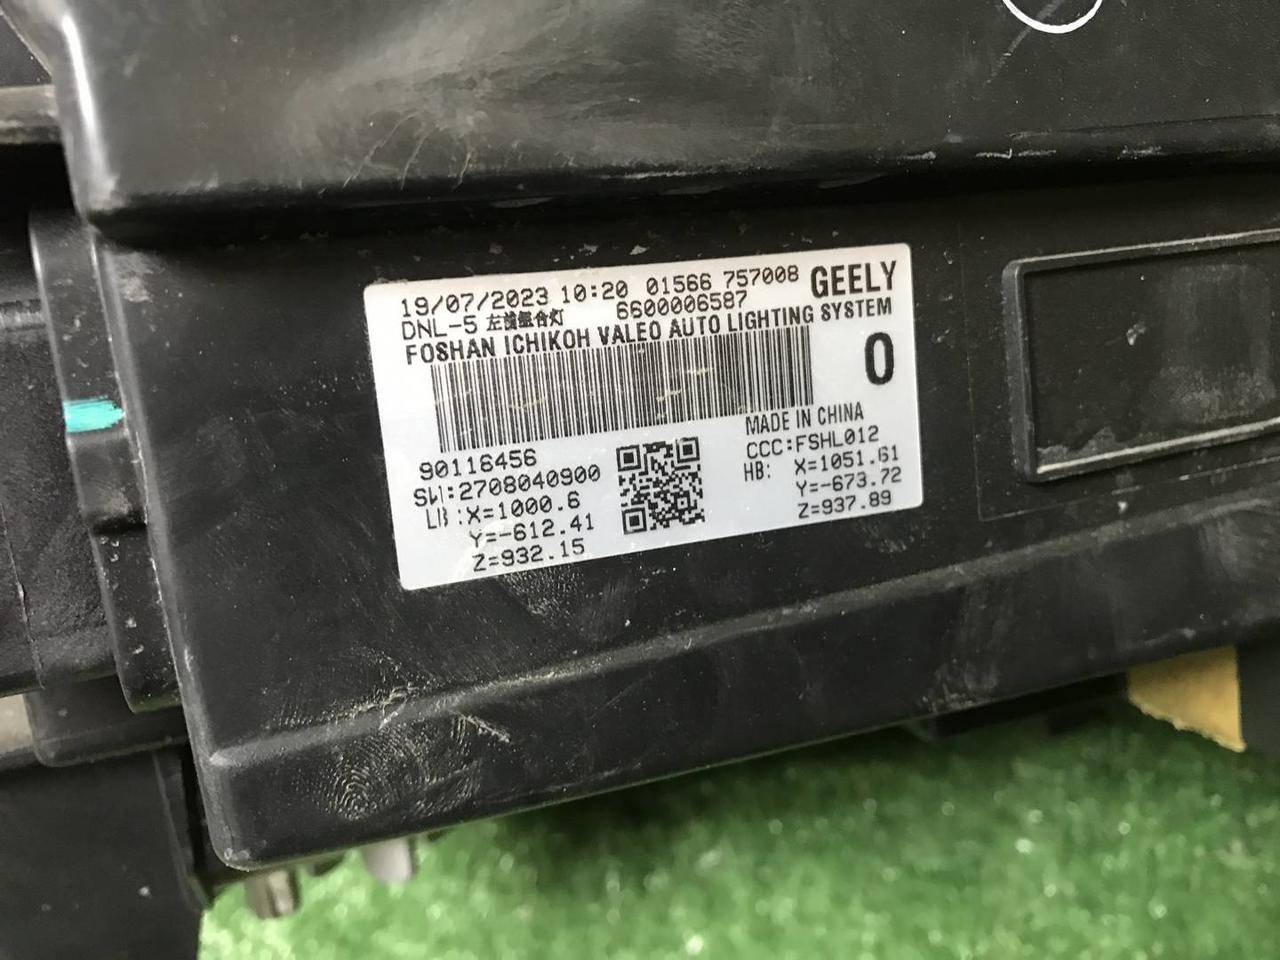 19/07/2023 10:20 01566 757008 GEELY
DNL-5 左前组合灯 6600006587
FOSHAN ICHIKOH VALEO AUTO LIGHTING SYSTEM
0
MADE IN CHINA
90116456
CCC:FSHL012
SW:2708040900
HB: X=1051.61
LB:X=1000.6
Y=-673.72
Y=-612.41
Z=937.89
Z=932.15